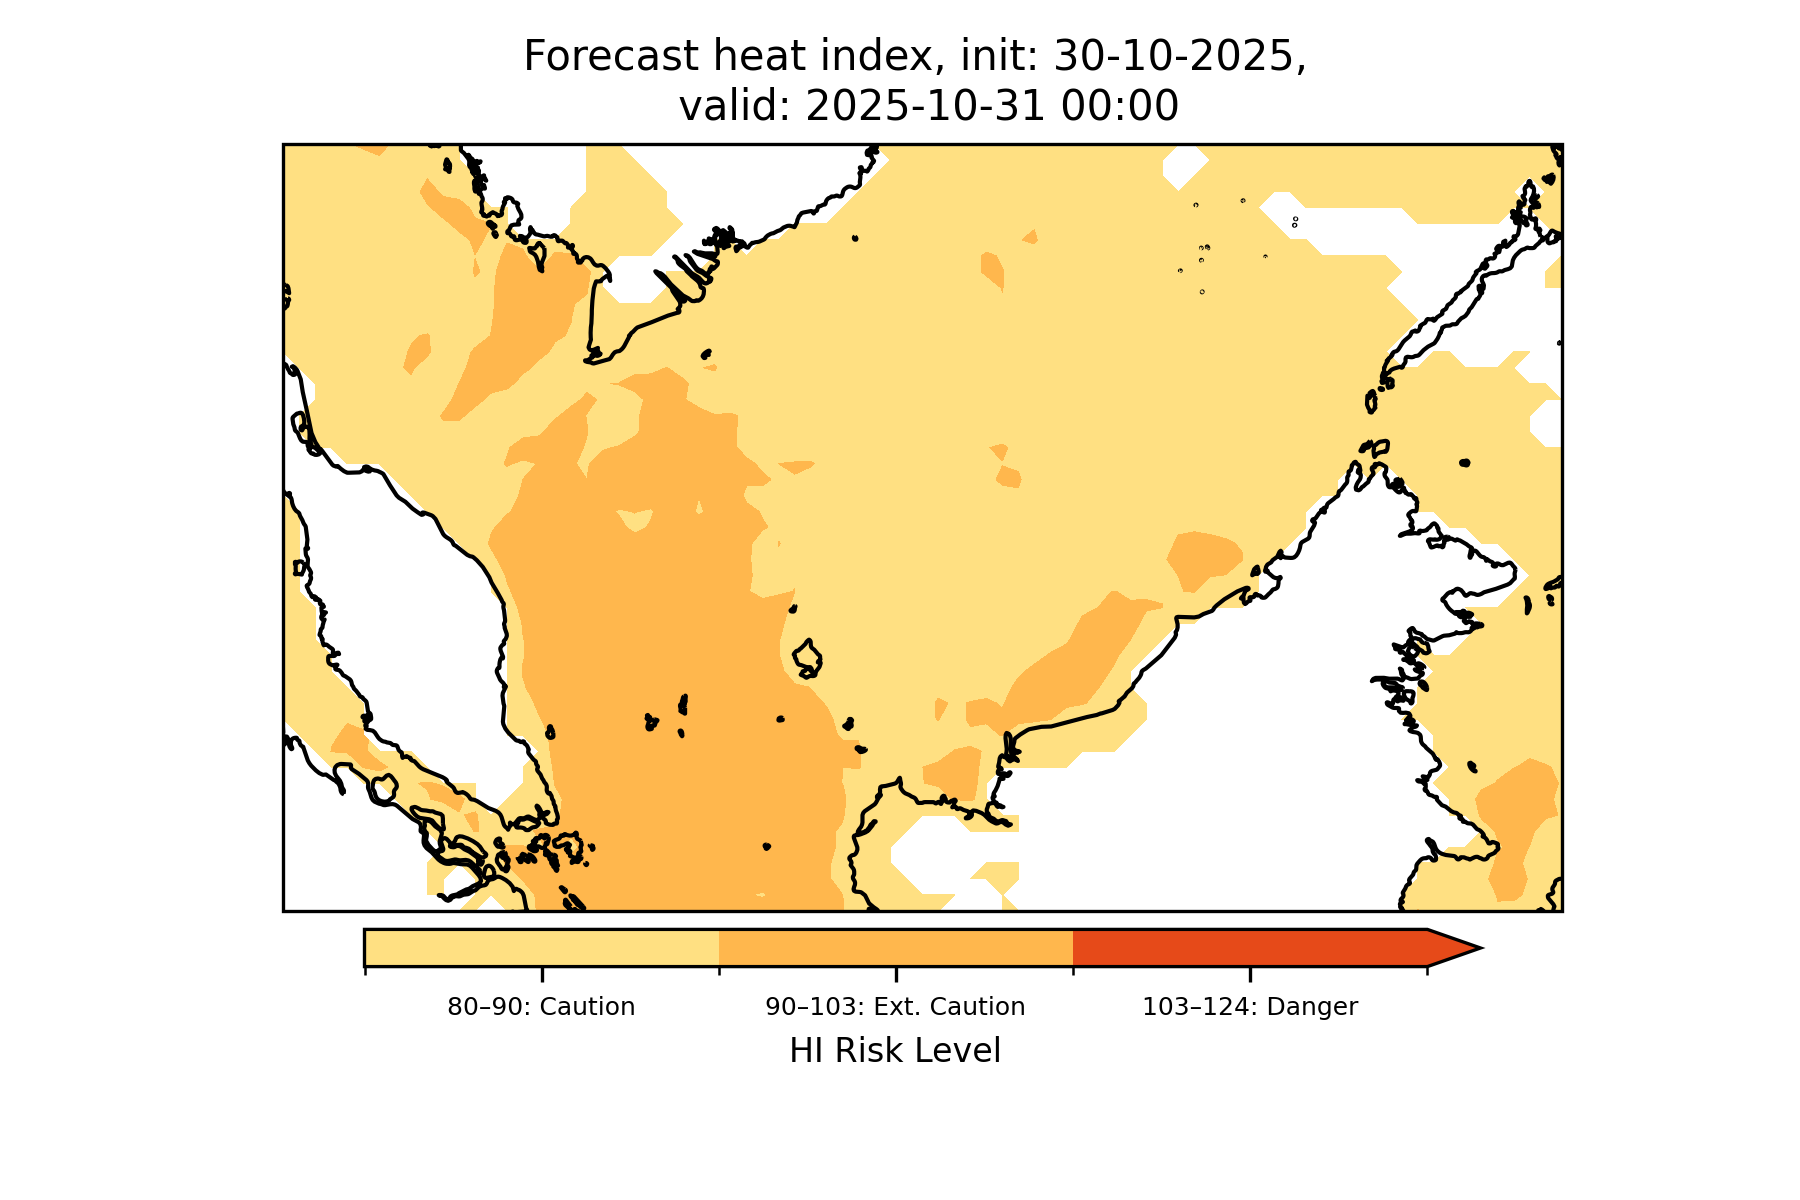 Forecast heat index, init: 30-10-2025,
valid: 2025-10-31 00:00
80–90: Caution
90–103: Ext. Caution
103–124: Danger
HI Risk Level